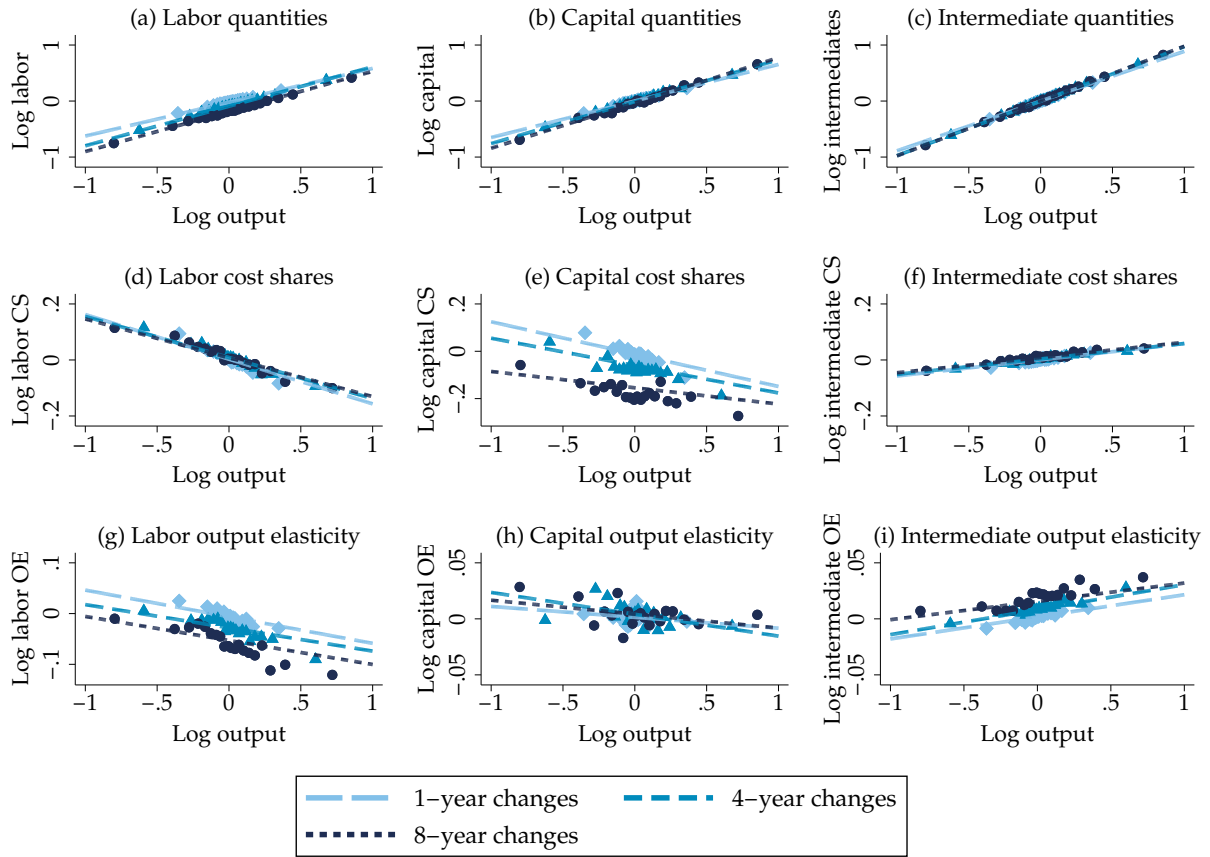 (a) Labor quantities
Log labor
1
0
−1
−1 −.5 0 .5 1
Log output
(b) Capital quantities
Log capital
1
0
−1
−1 −.5 0 .5 1
Log output
(c) Intermediate quantities
Log intermediates
1
0
−1
−1 −.5 0 .5 1
Log output
(d) Labor cost shares
Log labor CS
.2
0
−.2
−1 −.5 0 .5 1
Log output
(e) Capital cost shares
Log capital CS
.2
0
−.2
−1 −.5 0 .5 1
Log output
(f) Intermediate cost shares
Log intermediate CS
.2
0
−.2
−1 −.5 0 .5 1
Log output
(g) Labor output elasticity
Log labor OE
.1
0
−.1
−1 −.5 0 .5 1
Log output
(h) Capital output elasticity
Log capital OE
.05
0
−.05
−1 −.5 0 .5 1
Log output
(i) Intermediate output elasticity
Log intermediate OE
.05
0
−.05
−1 −.5 0 .5 1
Log output
1−year changes
4−year changes
8−year changes